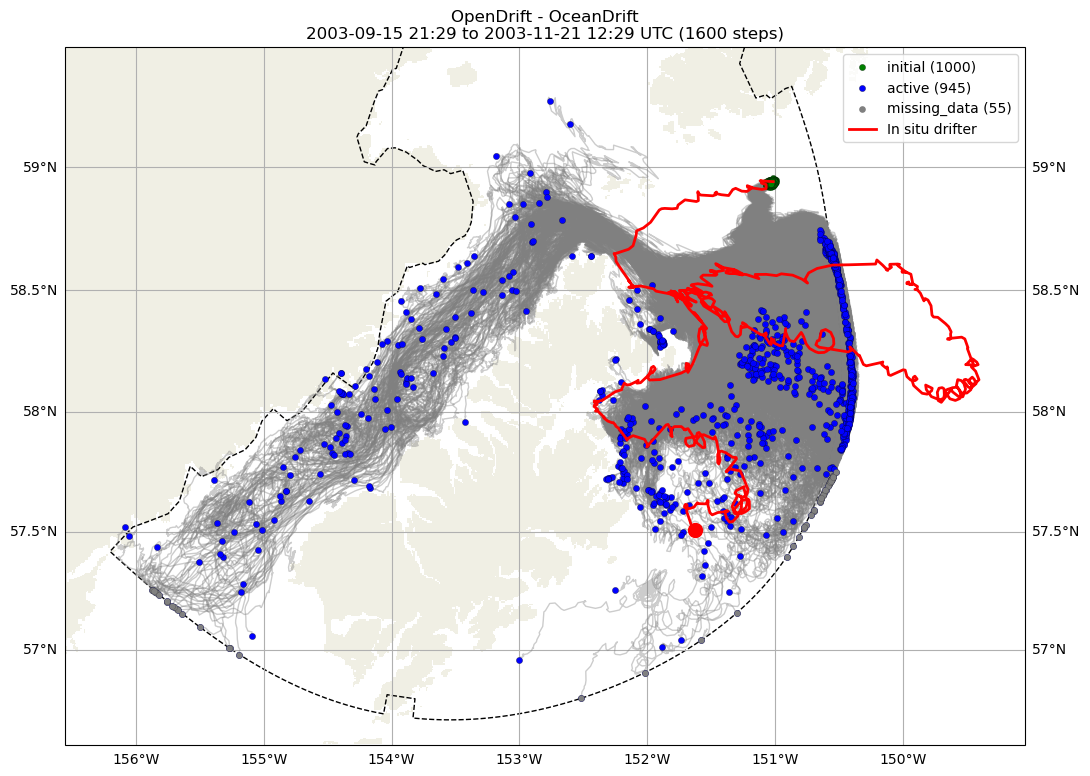 OpenDrift - OceanDrift
2003-09-15 21:29 to 2003-11-21 12:29 UTC (1600 steps)
initial (1000)
active (945)
missing_data (55)
In situ drifter
59°N 59°N
58.5°N 58.5°N
58°N 58°N
57.5°N 57.5°N
57°N 57°N
156°W 155°W 154°W 153°W 152°W 151°W 150°W